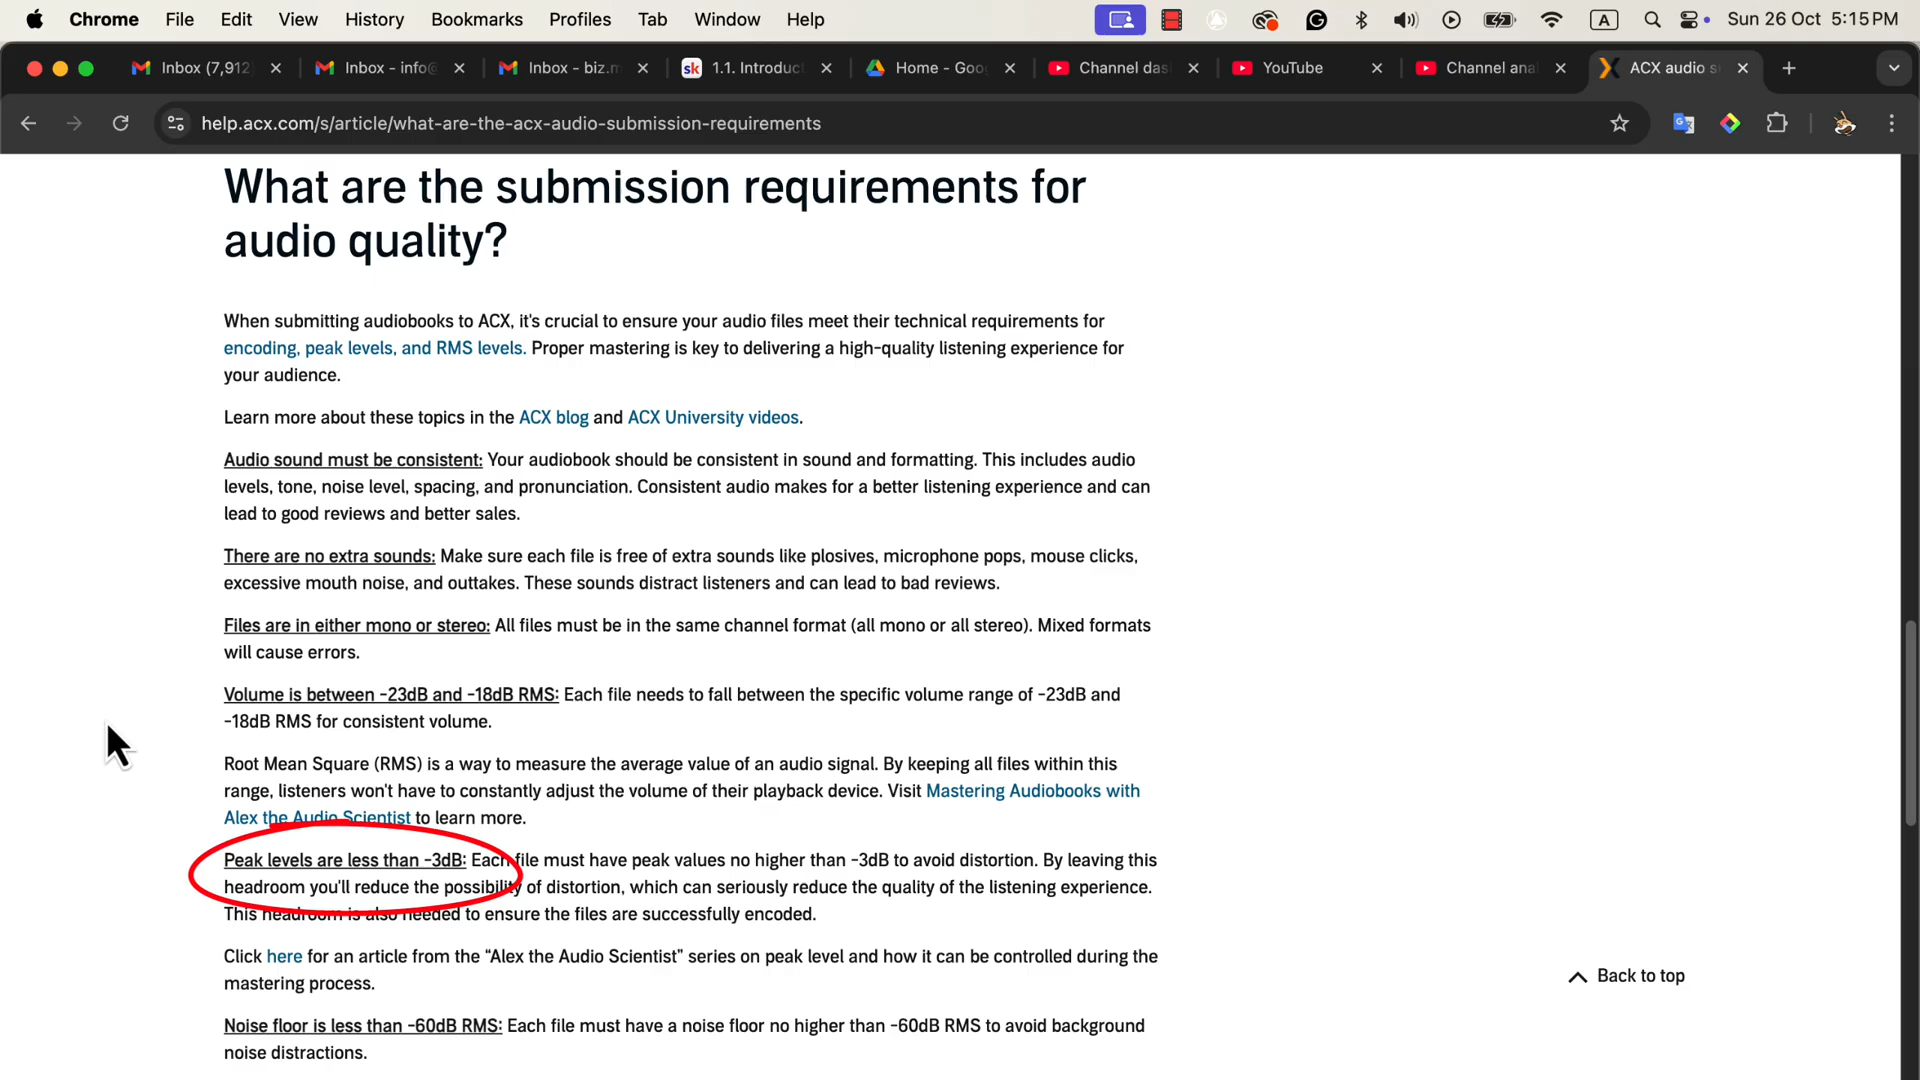 Chrome File Edit View History Bookmarks Profiles Tab Window Help A Sun 26 Oct 5:15 PM
Inbox (7,912 Inbox - info@ Inbox - biz.m sk 1.1. Introduct Home - Goo Channel das YouTube Channel ana ACX audio s
help.acx.com/s/article/what-are-the-acx-audio-submission-requirements
What are the submission requirements for
audio quality?
When submitting audiobooks to ACX, it's crucial to ensure your audio files meet their technical requirements for
encoding, peak levels, and RMS levels. Proper mastering is key to delivering a high-quality listening experience for
your audience.
Learn more about these topics in the ACX blog and ACX University videos.
Audio sound must be consistent: Your audiobook should be consistent in sound and formatting. This includes audio
levels, tone, noise level, spacing, and pronunciation. Consistent audio makes for a better listening experience and can
lead to good reviews and better sales.
There are no extra sounds: Make sure each file is free of extra sounds like plosives, microphone pops, mouse clicks,
excessive mouth noise, and outtakes. These sounds distract listeners and can lead to bad reviews.
Files are in either mono or stereo: All files must be in the same channel format (all mono or all stereo). Mixed formats
will cause errors.
Volume is between -23dB and -18dB RMS: Each file needs to fall between the specific volume range of -23dB and
-18dB RMS for consistent volume.
Root Mean Square (RMS) is a way to measure the average value of an audio signal. By keeping all files within this
range, listeners won't have to constantly adjust the volume of their playback device. Visit Mastering Audiobooks with
Alex the Audio Scientist to learn more.
Peak levels are less than -3dB: Each file must have peak values no higher than -3dB to avoid distortion. By leaving this
headroom you'll reduce the possibility of distortion, which can seriously reduce the quality of the listening experience.
This headroom is also needed to ensure the files are successfully encoded.
Click here for an article from the “Alex the Audio Scientist” series on peak level and how it can be controlled during the
mastering process.
Back to top
Noise floor is less than -60dB RMS: Each file must have a noise floor no higher than -60dB RMS to avoid background
noise distractions.